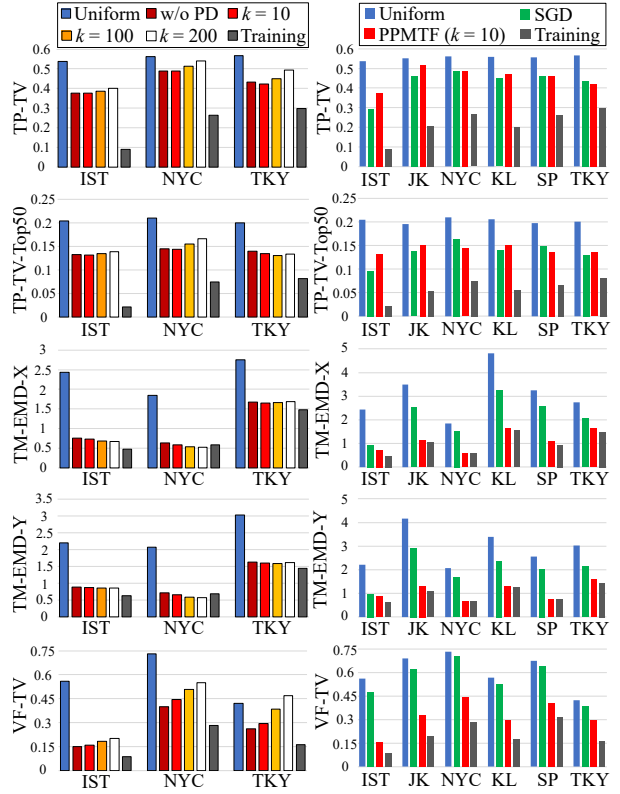 Uniform w/o PD k = 10
k = 100 k = 200 Training
TP-TV
0.6
0.5
0.4
0.3
0.2
0.1
0
IST NYC TKY
TP-TV-Top50
0.25
0.2
0.15
0.1
0.05
0
IST NYC TKY
TM-EMD-X
3
2.5
2
1.5
1
0.5
0
IST NYC TKY
TM-EMD-Y
3.5
3
2.5
2
1.5
1
0.5
0
IST NYC TKY
VF-TV
0.75
0.6
0.45
0.3
0.15
0
IST NYC TKY
Uniform SGD
PPMTF (k = 10) Training
TP-TV
0.6
0.5
0.4
0.3
0.2
0.1
0
IST JK NYC KL SP TKY
TP-TV-Top50
0.25
0.2
0.15
0.1
0.05
0
IST JK NYC KL SP TKY
TM-EMD-X
5
4
3
2
1
0
IST JK NYC KL SP TKY
TM-EMD-Y
5
4
3
2
1
0
IST JK NYC KL SP TKY
VF-TV
0.75
0.6
0.45
0.3
0.15
0
IST JK NYC KL SP TKY